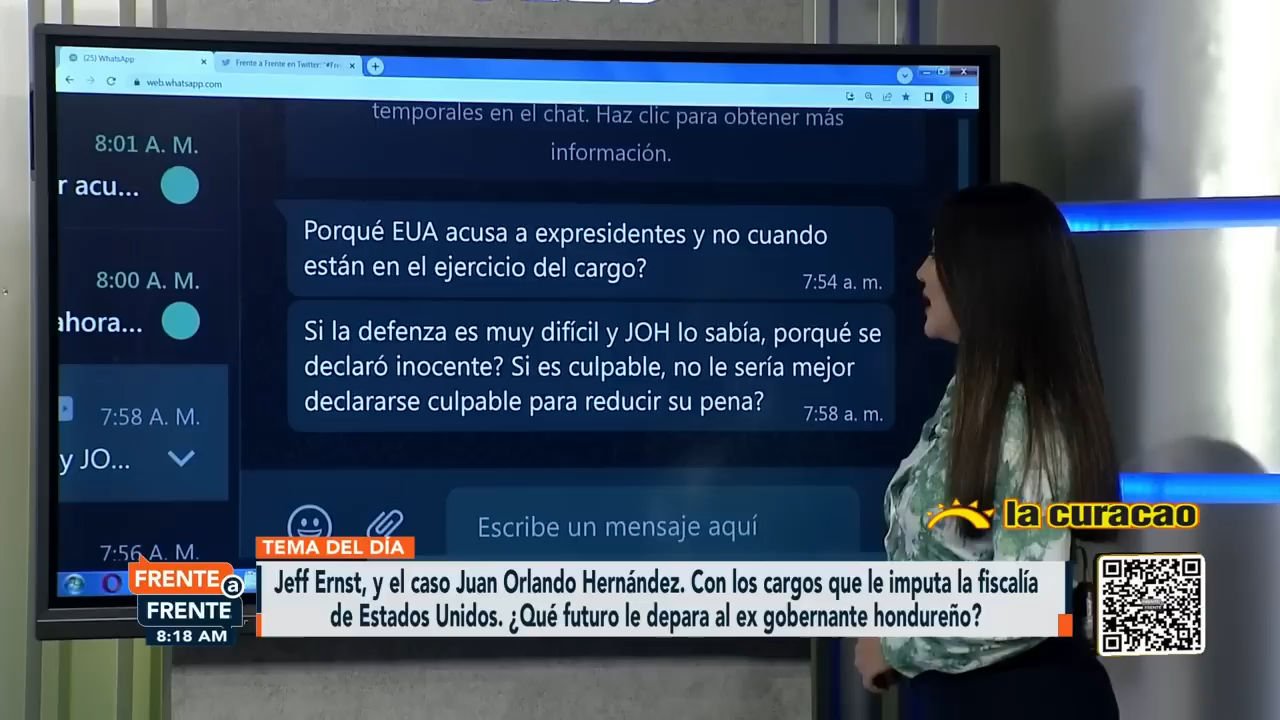 (25) WhatsApp
Frente a Frente en Twitter: "#Fre
web.whatsapp.com
temporales en el chat. Haz clic para obtener más
información.
8:01 A. M.
r acu...
8:00 A. M.
ahora...
7:58 A. M.
y JO...
7:56 A. M.
Porqué EUA acusa a expresidentes y no cuando
están en el ejercicio del cargo?
7:54 a. m.
Si la defenza es muy difícil y JOH lo sabía, porqué se
declaró inocente? Si es culpable, no le sería mejor
declararse culpable para reducir su pena?
7:58 a. m.
Escribe un mensaje aquí
la curacao
TEMA DEL DÍA
FRENTE a
FRENTE
8:18 AM
Jeff Ernst, y el caso Juan Orlando Hernández. Con los cargos que le imputa la fiscalía
de Estados Unidos. ¿Qué futuro le depara al ex gobernante hondureño?